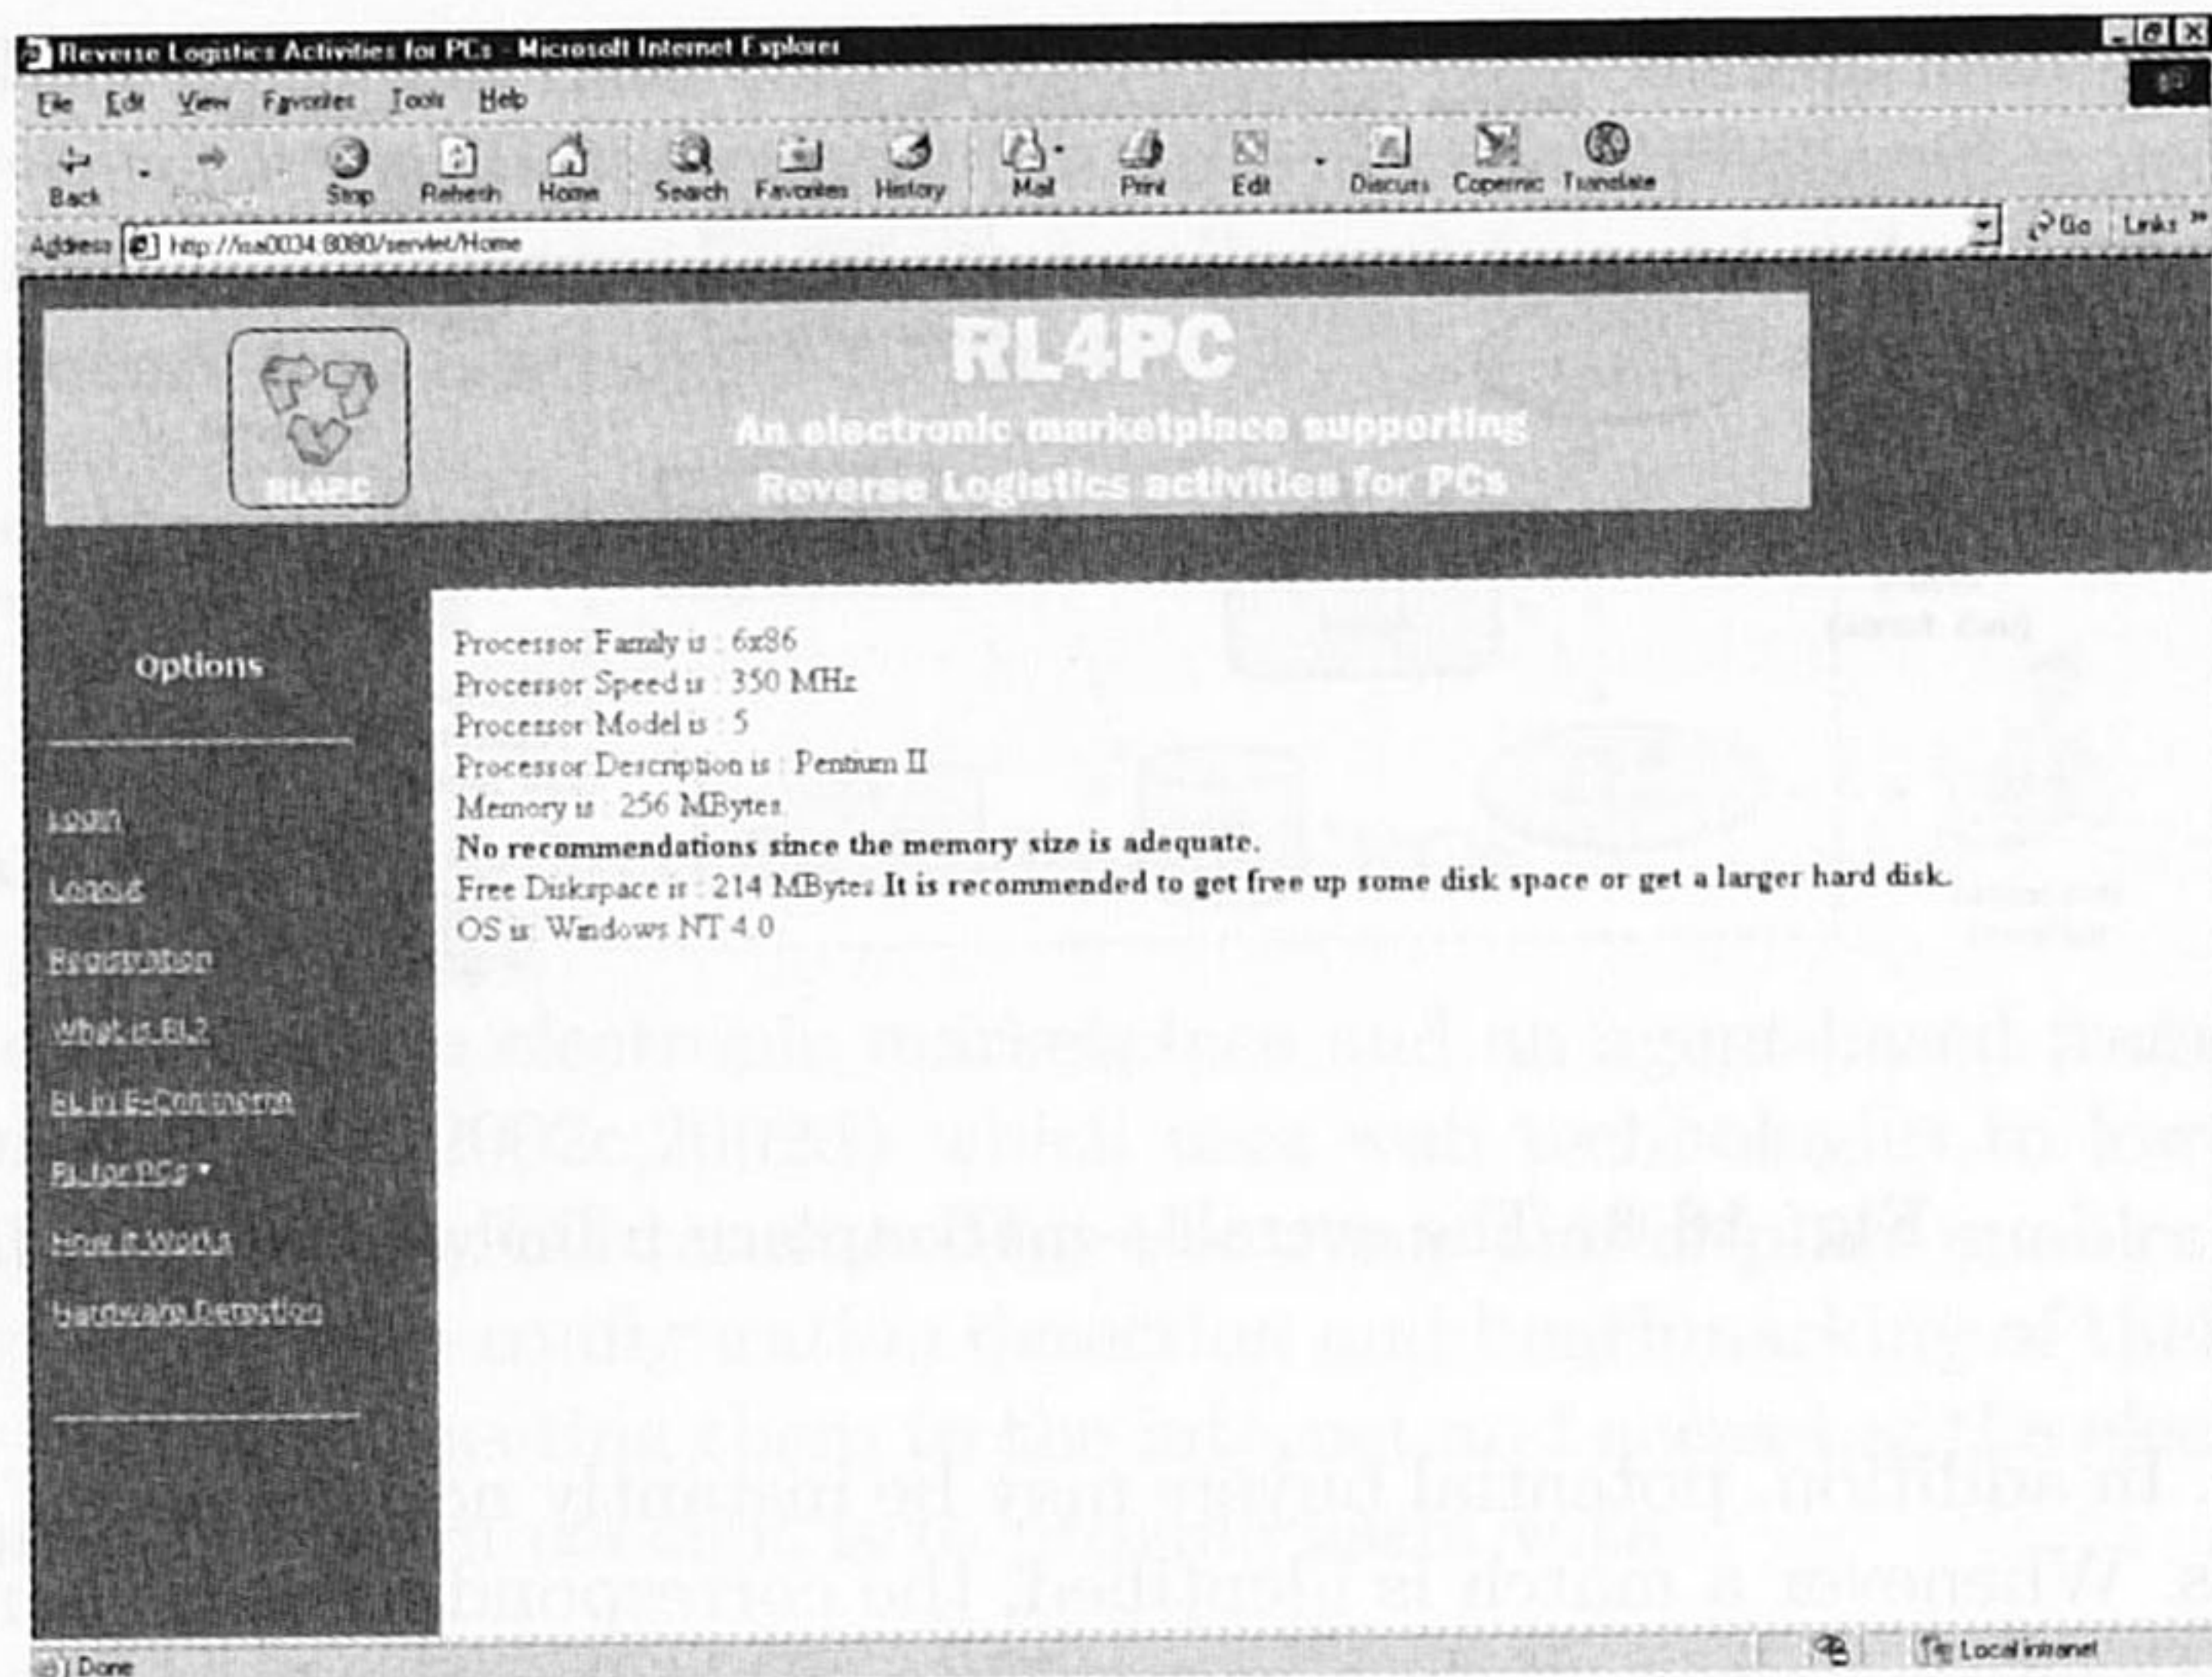 Reverse Logistics Activities for PCs - Microsoft Internet Explorer
File Edit View Favorites Tools Help
Back Stop Refresh Home Search Favorites History Mail Print Edit Discuss Copernic Translate
Address http://isa0034:8080/servlet/Home Go Links »
RL4PC
An electronic marketplace supporting
Reverse Logistics activities for PCs
RL4PC
Options
Login
Logout
Registration
What is RL?
RL in E-Commerce
RL for PCs
How it Works
Hardware Detection
Processor Family is : 6x86
Processor Speed is : 350 MHz
Processor Model is : 5
Processor Description is : Pentium II
Memory is : 256 MBytes.
No recommendations since the memory size is adequate.
Free Diskspace is : 214 MBytes It is recommended to get free up some disk space or get a larger hard disk.
OS is: Windows NT 4.0
Done
Local intranet